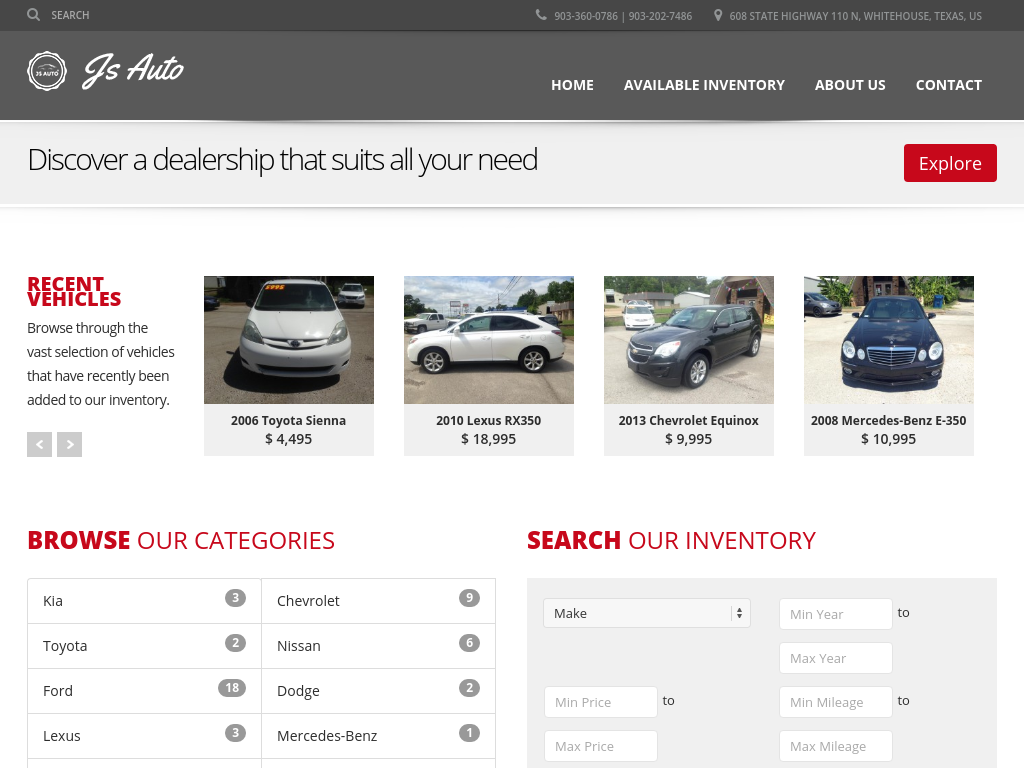 SEARCH
903-360-0786 | 903-202-7486
608 STATE HIGHWAY 110 N, WHITEHOUSE, TEXAS, US
JS AUTO
Js Auto
HOME
AVAILABLE INVENTORY
ABOUT US
CONTACT
Discover a dealership that suits all your need
Explore
RECENT
VEHICLES
Browse through the
vast selection of vehicles
that have recently been
added to our inventory.
5995
2006 Toyota Sienna
$ 4,495
2010 Lexus RX350
$ 18,995
2013 Chevrolet Equinox
$ 9,995
2008 Mercedes-Benz E-350
$ 10,995
BROWSE OUR CATEGORIES
Kia 3
Chevrolet 9
Toyota 2
Nissan 6
Ford 18
Dodge 2
Lexus 3
Mercedes-Benz 1
SEARCH OUR INVENTORY
Make
Min Year to
Max Year
Min Price to
Min Mileage to
Max Price
Max Mileage